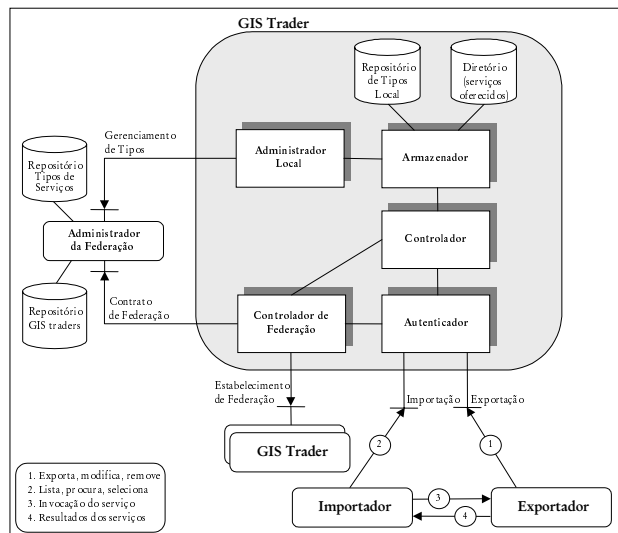 GIS Trader
Repositório
de Tipos
Local
Diretório
(serviços
oferecidos)
Gerenciamento
de Tipos
Repositório
Tipos de
Serviços
Administrador
Local
Armazenador
Administrador
da Federação
Controlador
Repositório
GIS traders
Contrato
de Federação
Controlador de
Federação
Autenticador
Estabelecimento
de Federação
Importação
Exportação
GIS Trader
2
1
1. Exporta, modifica, remove
2. Lista, procura, seleciona
3. Invocação do serviço
4. Resultados dos serviços
Importador
3
4
Exportador